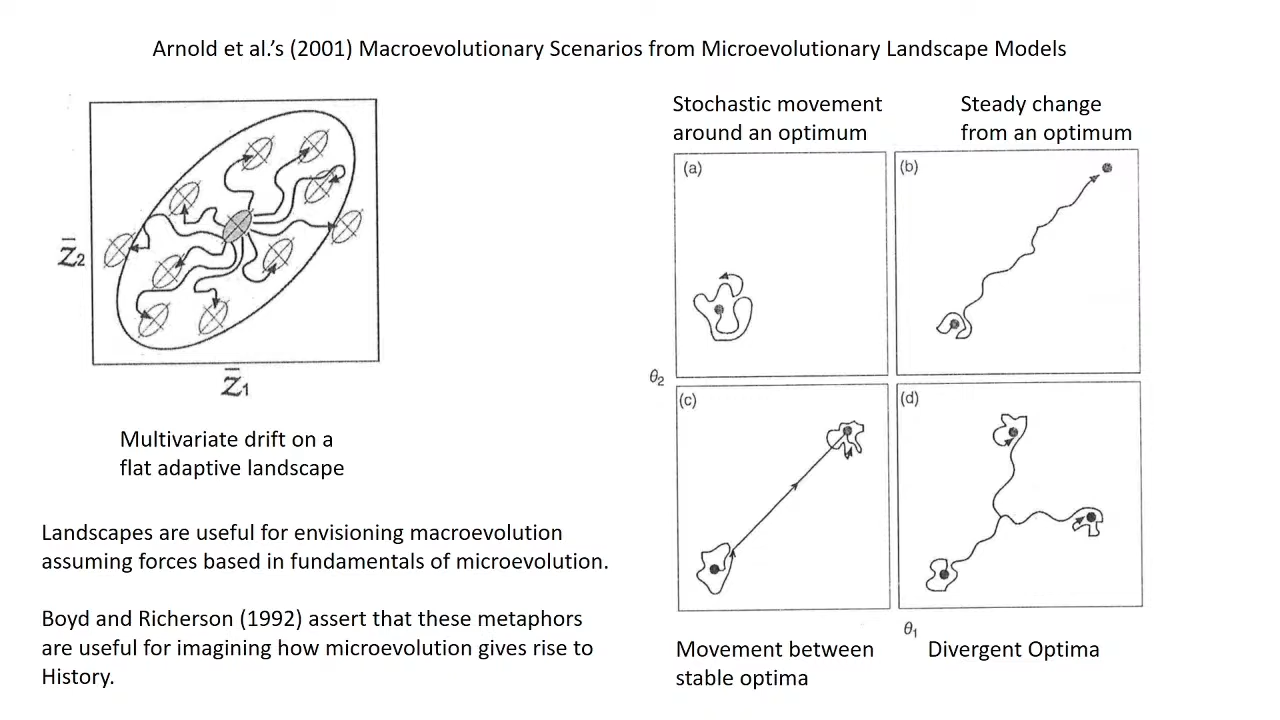 Arnold et al.’s (2001) Macroevolutionary Scenarios from Microevolutionary Landscape Models
z̄2
z̄1
Multivariate drift on a
flat adaptive landscape
Landscapes are useful for envisioning macroevolution
assuming forces based in fundamentals of microevolution.
Boyd and Richerson (1992) assert that these metaphors
are useful for imagining how microevolution gives rise to
History.
Stochastic movement
around an optimum
Steady change
from an optimum
(a)
(b)
θ2
(c)
(d)
θ1
Movement between
stable optima
Divergent Optima